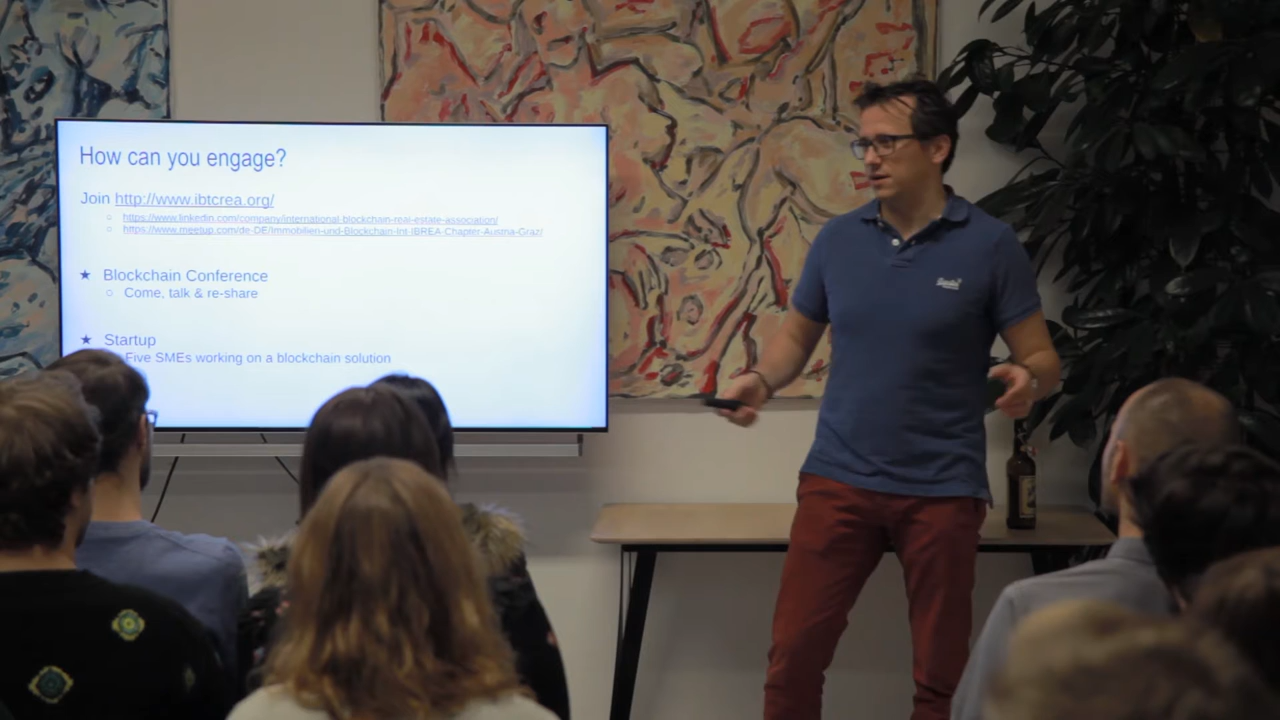 How can you engage?
Join http://www.ibtcrea.org/
https://www.linkedin.com/company/international-blockchain-real-estate-association/
https://www.meetup.com/de-DE/Immobilien-und-Blockchain-Int-IBREA-Chapter-Austria-Graz/
Blockchain Conference
Come, talk & re-share
Startup
Five SMEs working on a blockchain solution